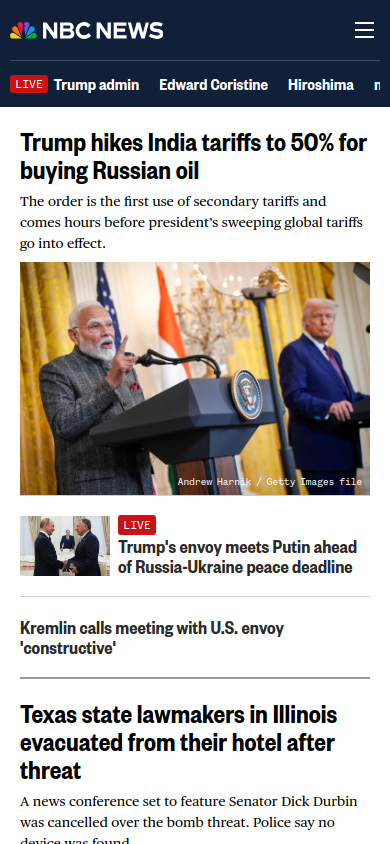 NBC NEWS
LIVE Trump admin Edward Coristine Hiroshima
Trump hikes India tariffs to 50% for
buying Russian oil
The order is the first use of secondary tariffs and
comes hours before president’s sweeping global tariffs
go into effect.
Andrew Harnik / Getty Images file
LIVE
Trump's envoy meets Putin ahead
of Russia-Ukraine peace deadline
Kremlin calls meeting with U.S. envoy
'constructive'
Texas state lawmakers in Illinois
evacuated from their hotel after
threat
A news conference set to feature Senator Dick Durbin
was cancelled over the bomb threat. Police say no
device was found